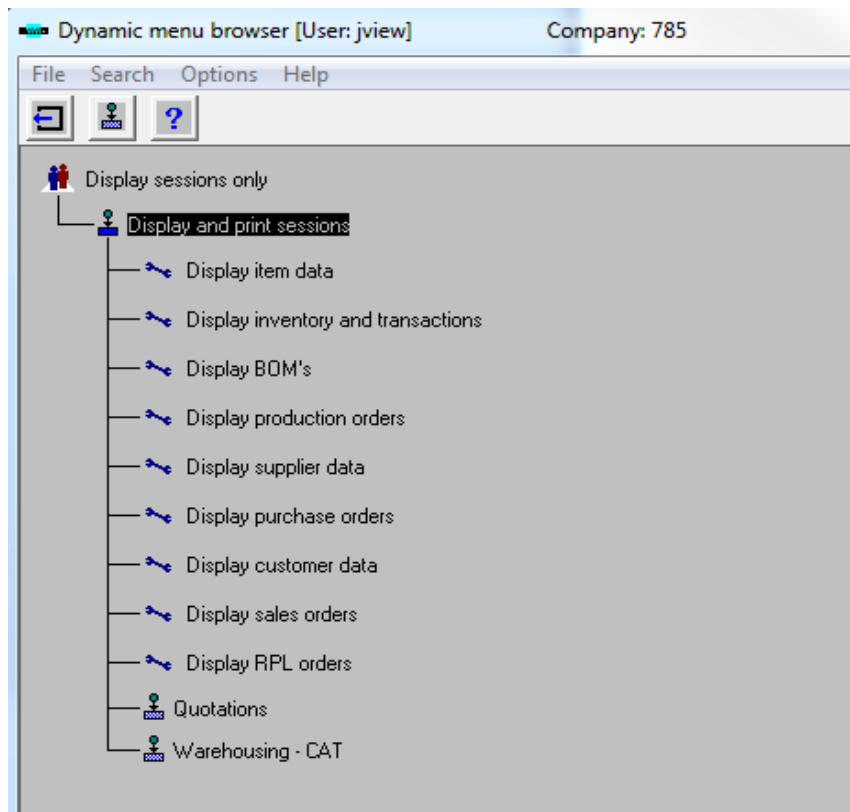 Dynamic menu browser [User: jview] Company: 785
File Search Options Help
?
Display sessions only
Display and print sessions
Display item data
Display inventory and transactions
Display BOM's
Display production orders
Display supplier data
Display purchase orders
Display customer data
Display sales orders
Display RPL orders
Quotations
Warehousing - CAT